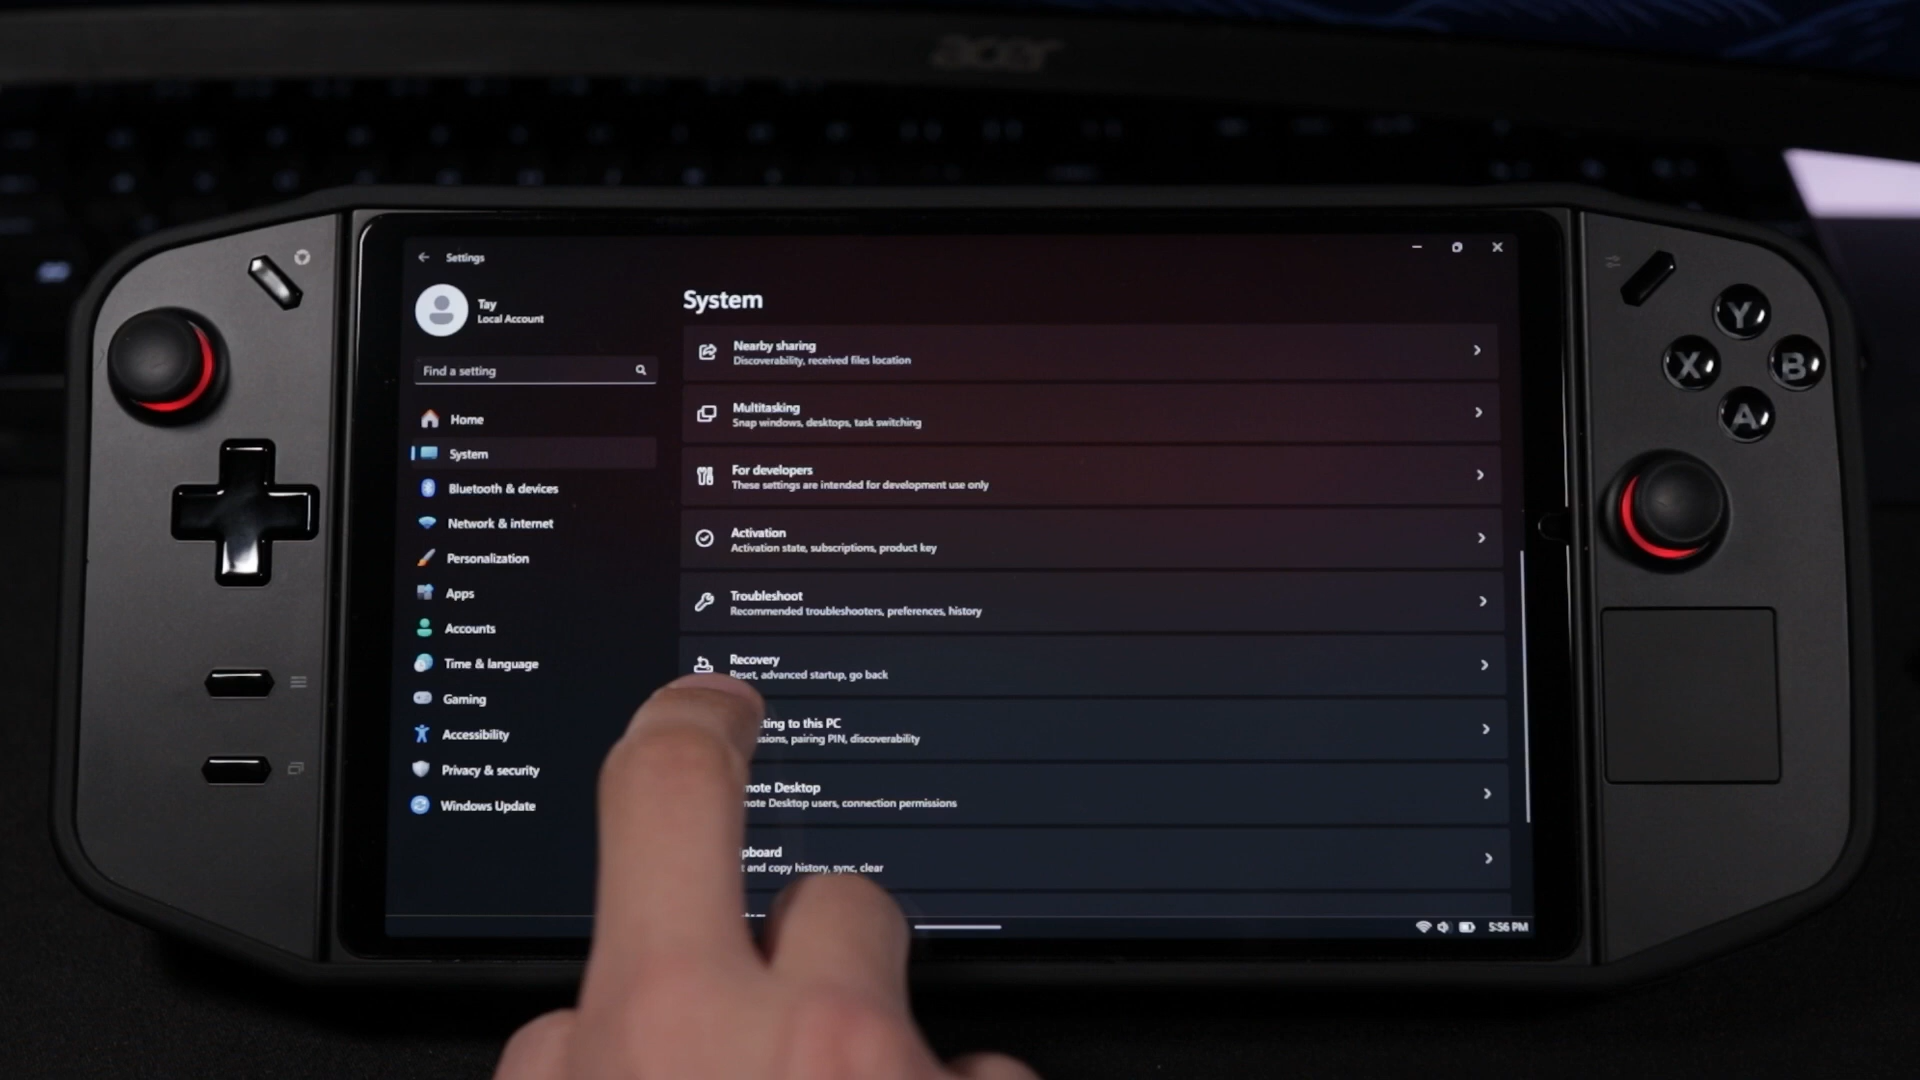 acer
Settings
Tay
Local Account
Find a setting
Home
System
Bluetooth & devices
Network & internet
Personalization
Apps
Accounts
Time & language
Gaming
Accessibility
Privacy & security
Windows Update
System
Nearby sharing
Discoverability, received files location
Multitasking
Snap windows, desktops, task switching
For developers
These settings are intended for development use only
Activation
Activation state, subscriptions, product key
Troubleshoot
Recommended troubleshooters, preferences, history
Recovery
Reset, advanced startup, go back
ting to this PC
sions, pairing PIN, discoverability
mote Desktop
mote Desktop users, connection permissions
pboard
t and copy history, sync, clear
5:56 PM
Y
X
B
A